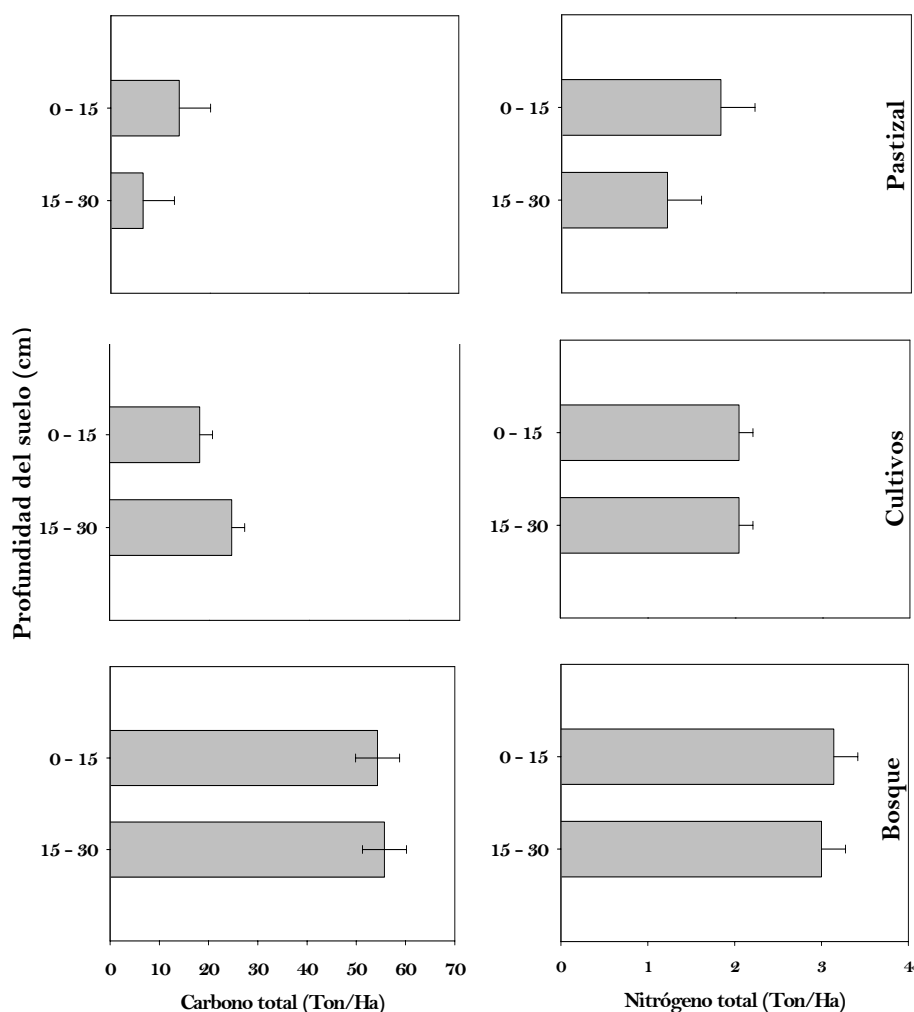 0 – 15
15 – 30
Pastizal
Profundidad del suelo (cm)
0 – 15
15 – 30
0 – 15
15 – 30
Cultivos
0 – 15
15 – 30
0 – 15
15 – 30
Bosque
0 – 15
15 – 30
0 10 20 30 40 50 60 70
Carbono total (Ton/Ha)
0 1 2 3 4
Nitrógeno total (Ton/Ha)